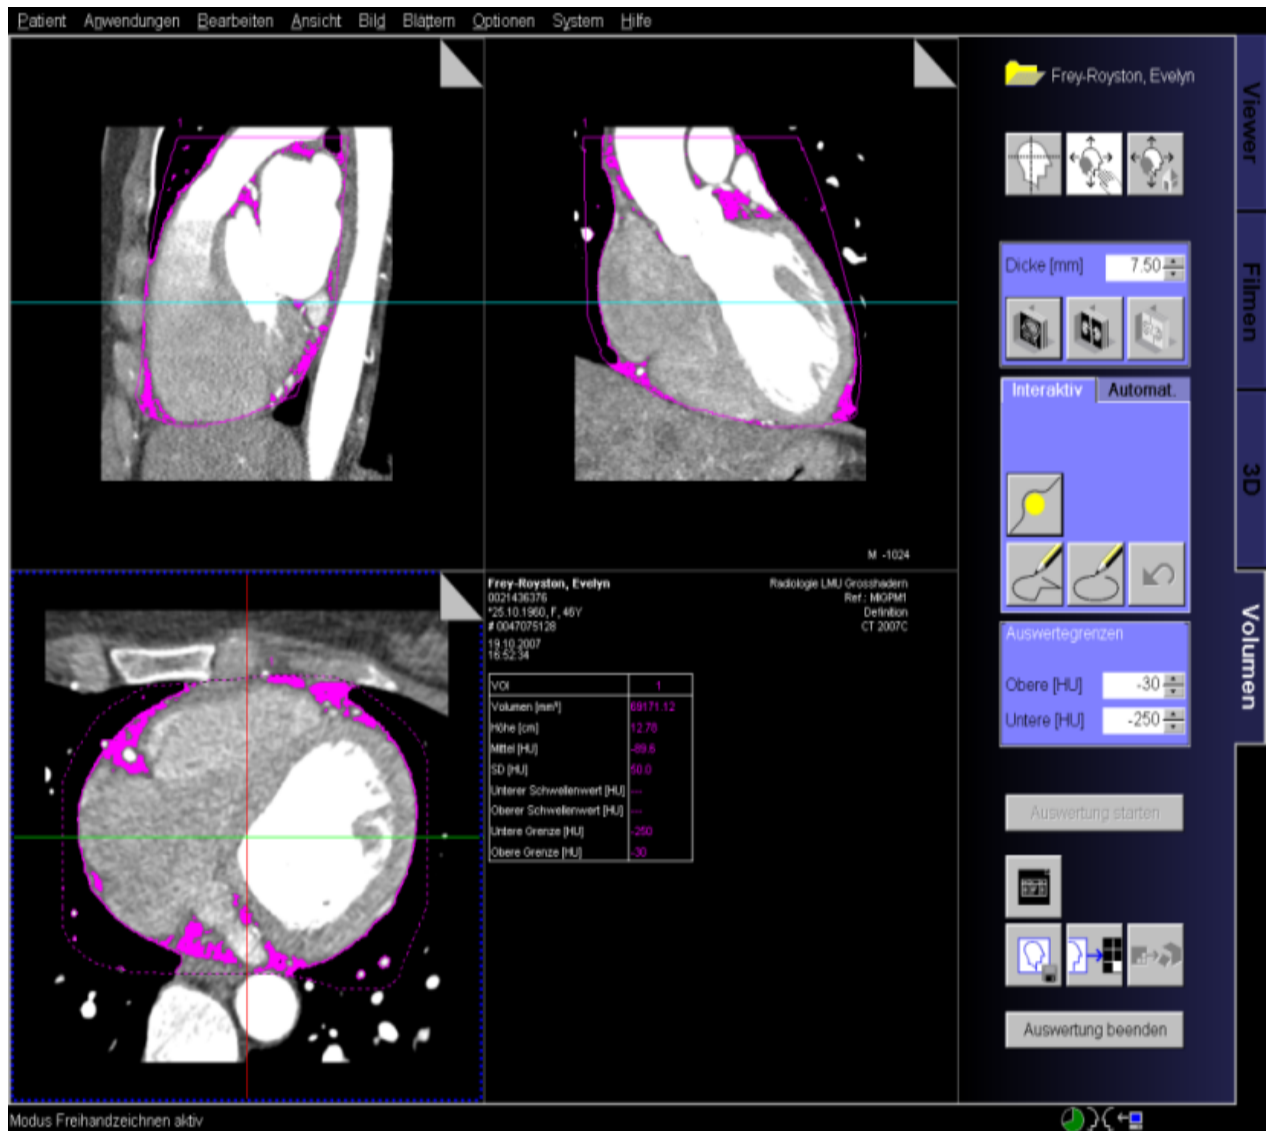 Patient Anwendungen Bearbeiten Ansicht Bild Blättern Optionen System Hilfe
1
1
M -1024
Frey-Royston, Evelyn
0021436376
*25.10.1960, F, 46Y
# 0047075128
19.10.2007
16:52:34
Radiologie LMU Grosshadern
Ref.: MIGPM1
Definition
CT 2007C
VOI 1
Volumen [mm³] 69171.12
Höhe [cm] 12.78
Mittel [HU] -89.6
SD [HU] 50.0
Unterer Schwellenwert [HU] ---
Oberer Schwellenwert [HU] ---
Untere Grenze [HU] -250
Obere Grenze [HU] -30
Frey-Royston, Evelyn
Dicke [mm] 7.50
Interaktiv Automat.
Auswertegrenzen
Obere [HU] -30
Untere [HU] -250
Auswertung starten
Auswertung beenden
Viewer
Filmen
3D
Volumen
Modus Freihandzeichnen aktiv